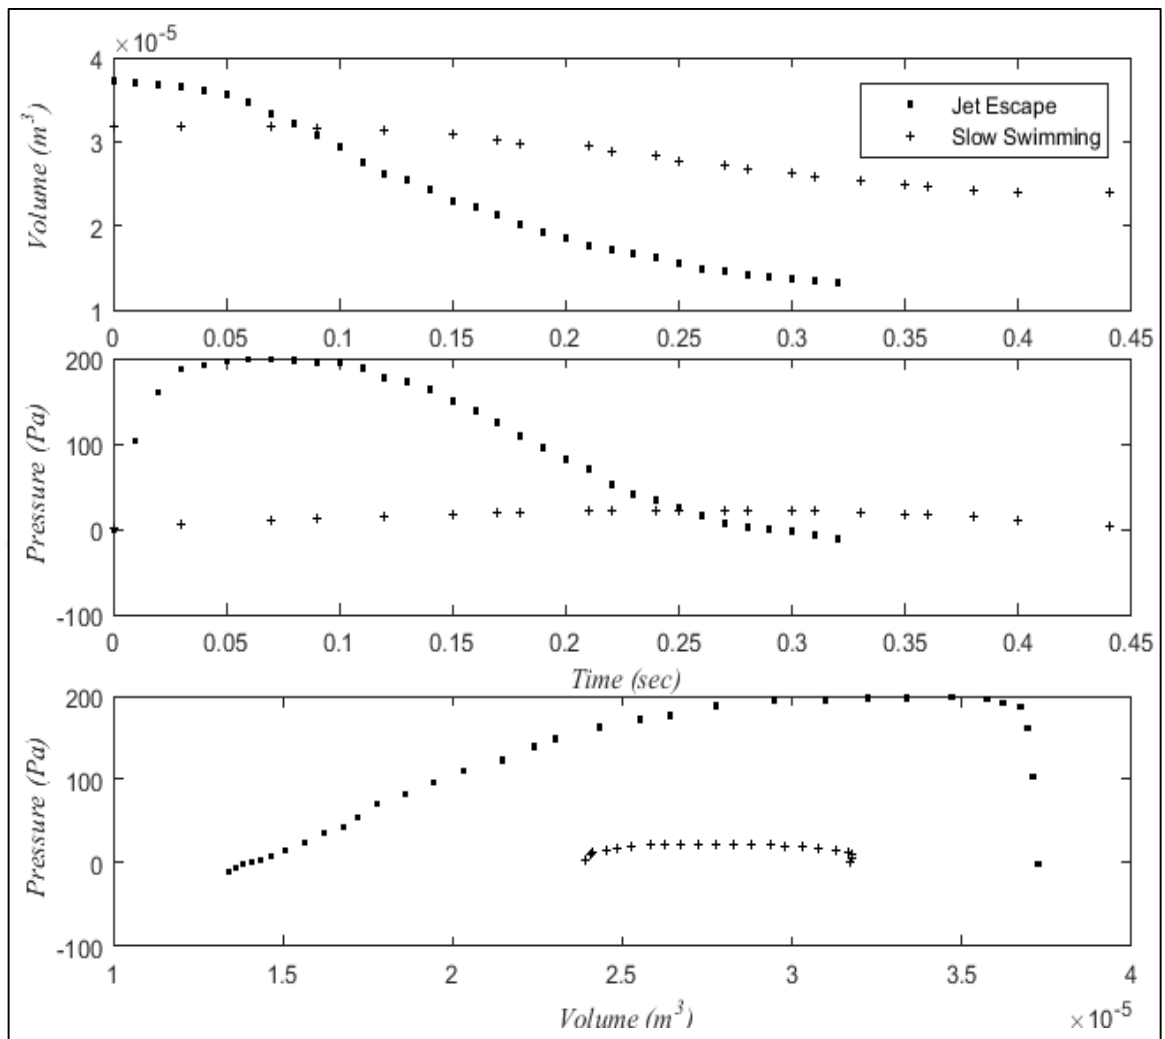 ×10^-5
4
3
2
1
Volume (m^3)
Jet Escape
Slow Swimming
0 0.05 0.1 0.15 0.2 0.25 0.3 0.35 0.4 0.45
200
100
0
-100
Pressure (Pa)
0 0.05 0.1 0.15 0.2 0.25 0.3 0.35 0.4 0.45
Time (sec)
200
100
0
-100
Pressure (Pa)
1 1.5 2 2.5 3 3.5 4
Volume (m^3)
×10^-5